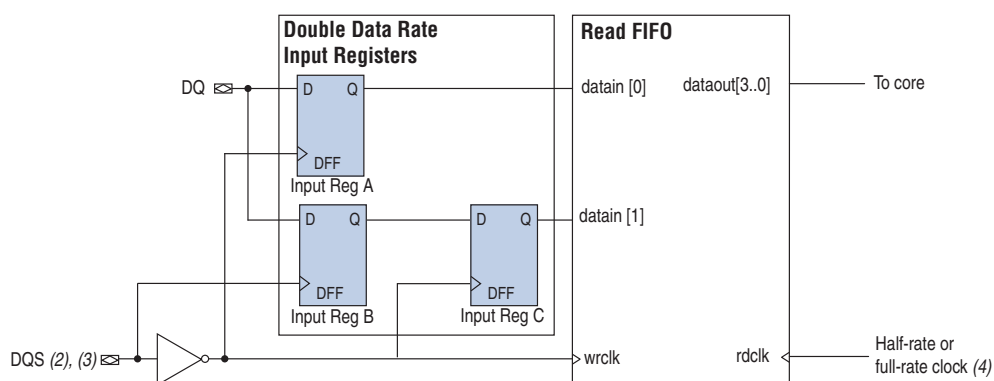 Double Data Rate
Input Registers
Read FIFO
DQ
D Q
DFF
Input Reg A
datain [0]
dataout[3..0]
To core
D Q
DFF
Input Reg B
D Q
DFF
Input Reg C
datain [1]
DQS (2), (3)
wrclk
rdclk
Half-rate or
full-rate clock (4)